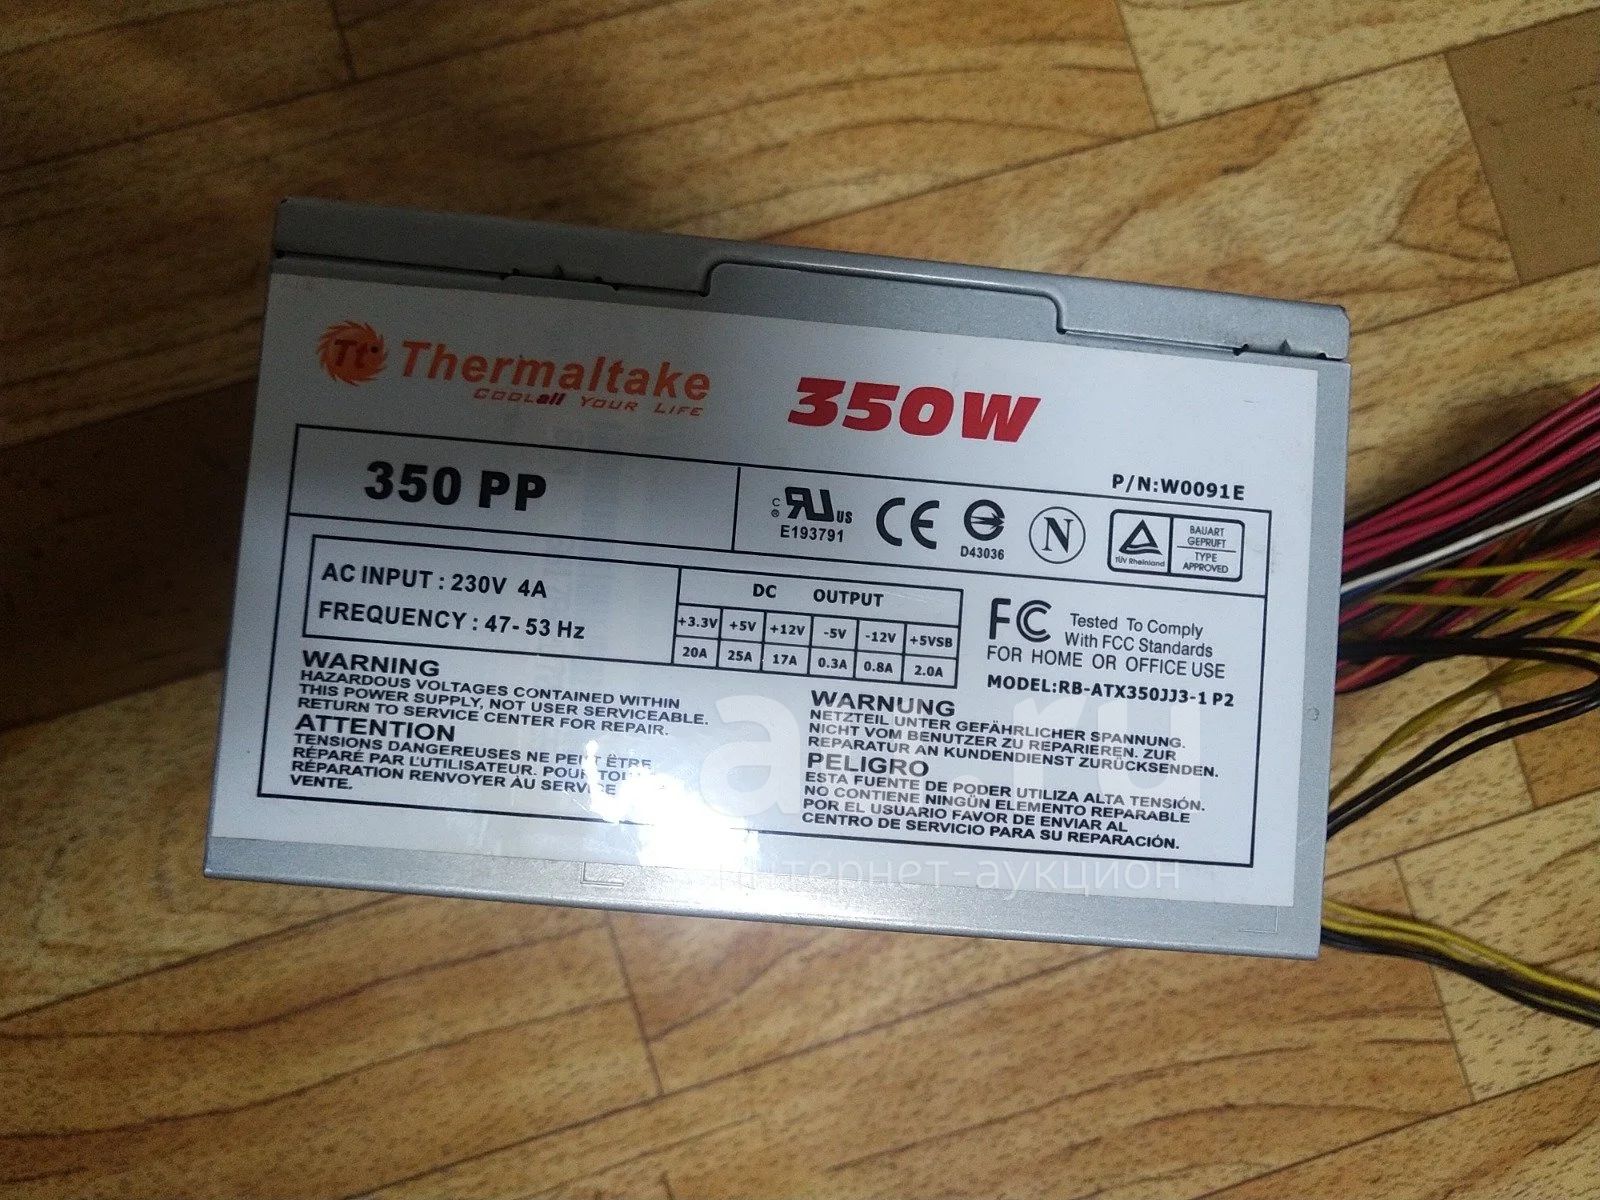 Thermaltake
COOLall YOUR LIFE
350W
P/N:W0091E
350 PP
c RU US
E193791
CE
D43036
N
TÜV Rheinland
BAUART
GEPRUFT
TYPE
APPROVED
AC INPUT : 230V 4A
FREQUENCY : 47- 53 Hz
DC OUTPUT
+3.3V +5V +12V -5V -12V +5VSB
20A 25A 17A 0.3A 0.8A 2.0A
FC Tested To Comply
With FCC Standards
FOR HOME OR OFFICE USE
MODEL:RB-ATX350JJ3-1 P2
WARNING
HAZARDOUS VOLTAGES CONTAINED WITHIN
THIS POWER SUPPLY, NOT USER SERVICEABLE.
RETURN TO SERVICE CENTER FOR REPAIR.
ATTENTION
TENSIONS DANGEREUSES NE PEUT ÊTRE
RÉPARÉ PAR L'UTILISATEUR. POUR
RÉPARATION RENVOYER AU SERVICE
VENTE.
WARNUNG
NETZTEIL UNTER GEFÄHRLICHER SPANNUNG.
NICHT VOM BENUTZER ZU REPARIEREN. ZUR
REPARATUR AN KUNDENDIENST ZURÜCKSENDEN.
PELIGRO
ESTA FUENTE DE PODER UTILIZA ALTA TENSIÓN.
NO CONTIENE NINGÚN ELEMENTO REPARABLE
POR EL USUARIO FAVOR DE ENVIAR AL
CENTRO DE SERVICIO PARA SU REPARACIÓN.
интернет-аукцион